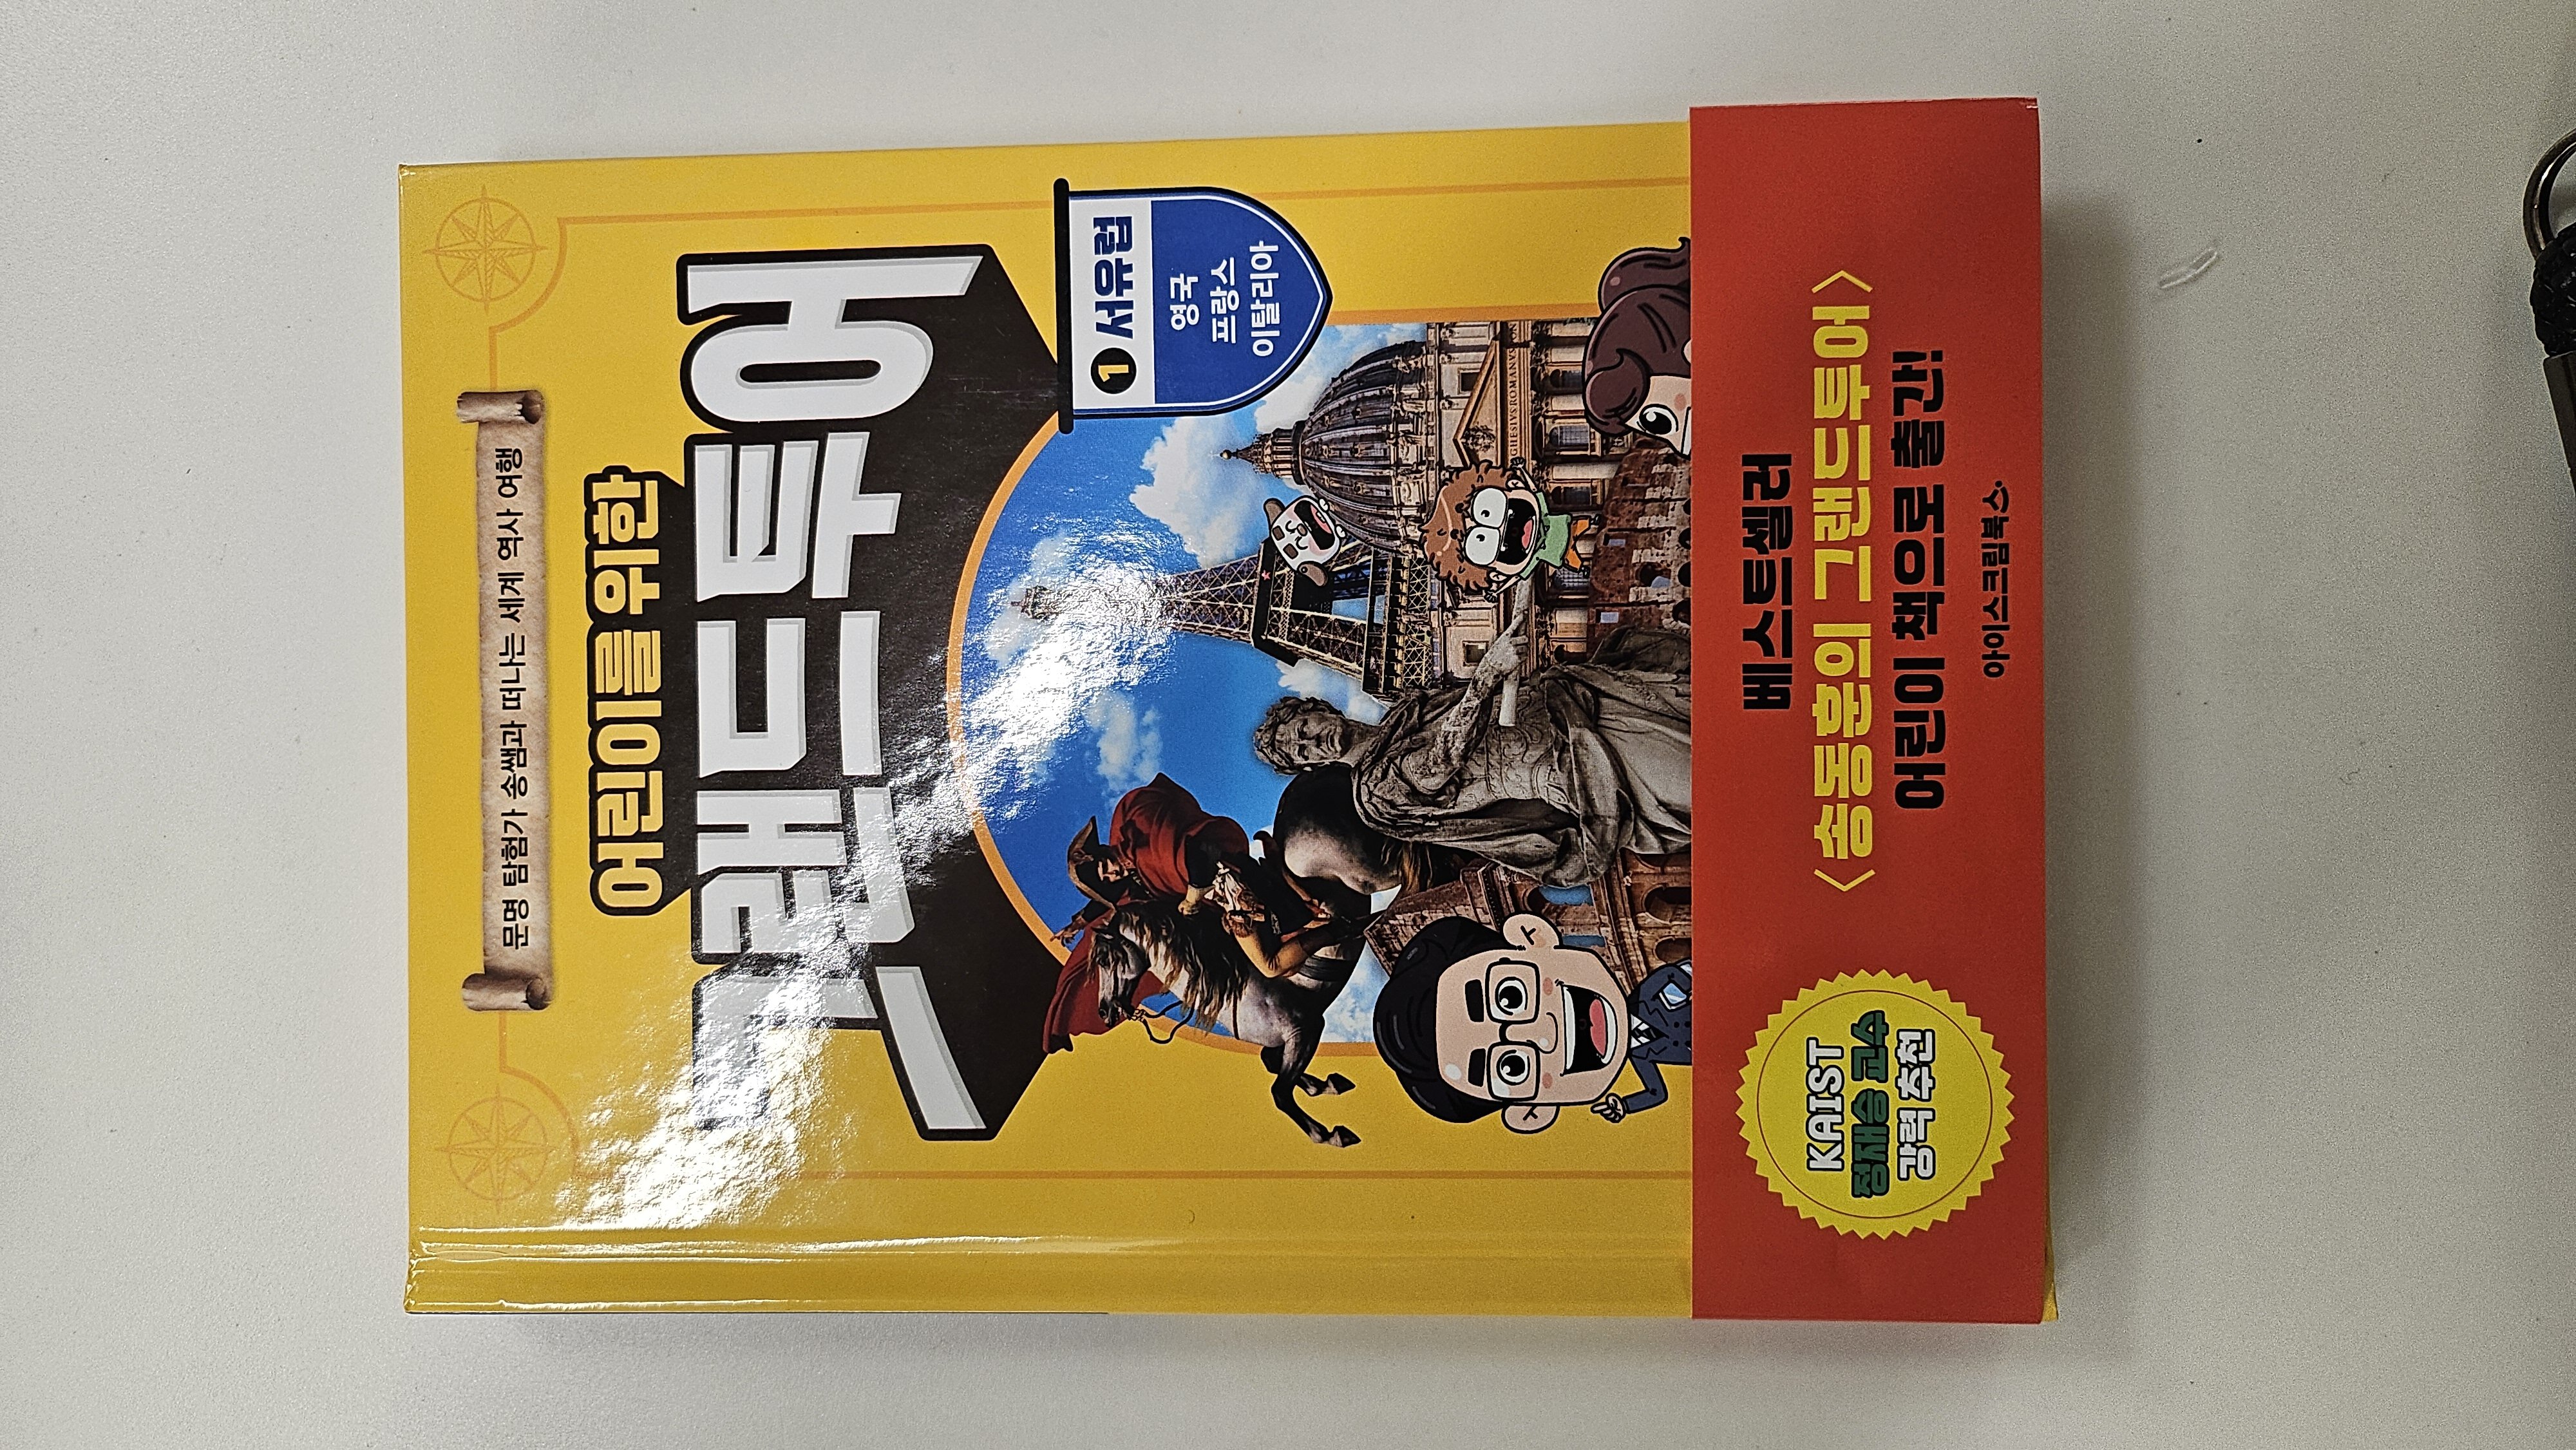 문명 탐험가 송쌤과 떠나는 세계 역사 여행
어린이를 위한
그랜드 투어
1 서유럽
영국
프랑스
이탈리아
베스트셀러
<송동훈의 그랜드투어>
어린이 책으로 출간!
아이스크림북스
KAIST
정재승 교수
강력 추천